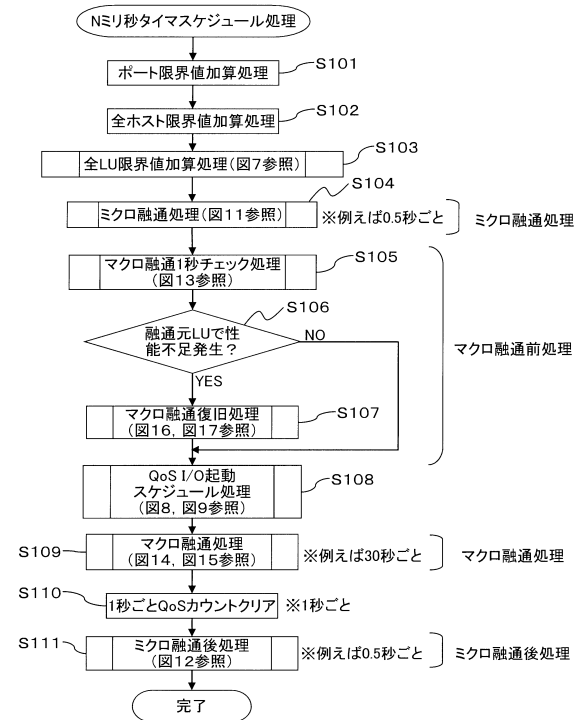 Nミリ秒タイマスケジュール処理
ポート限界値加算処理
S101
全ホスト限界値加算処理
S102
全LU限界値加算処理(図7参照)
S103
ミクロ融通処理(図11参照)
S104
※例えば0.5秒ごと
ミクロ融通処理
マクロ融通1秒チェック処理
(図13参照)
S105
融通元LUで性
能不足発生?
S106
NO
YES
マクロ融通前処理
マクロ融通復旧処理
(図16, 図17参照)
S107
QoS I/O起動
スケジュール処理
(図8, 図9参照)
S108
S109
マクロ融通処理
(図14, 図15参照)
※例えば30秒ごと
マクロ融通処理
S110
1秒ごとQoSカウントクリア
※1秒ごと
S111
ミクロ融通後処理
(図12参照)
※例えば0.5秒ごと
ミクロ融通後処理
完了